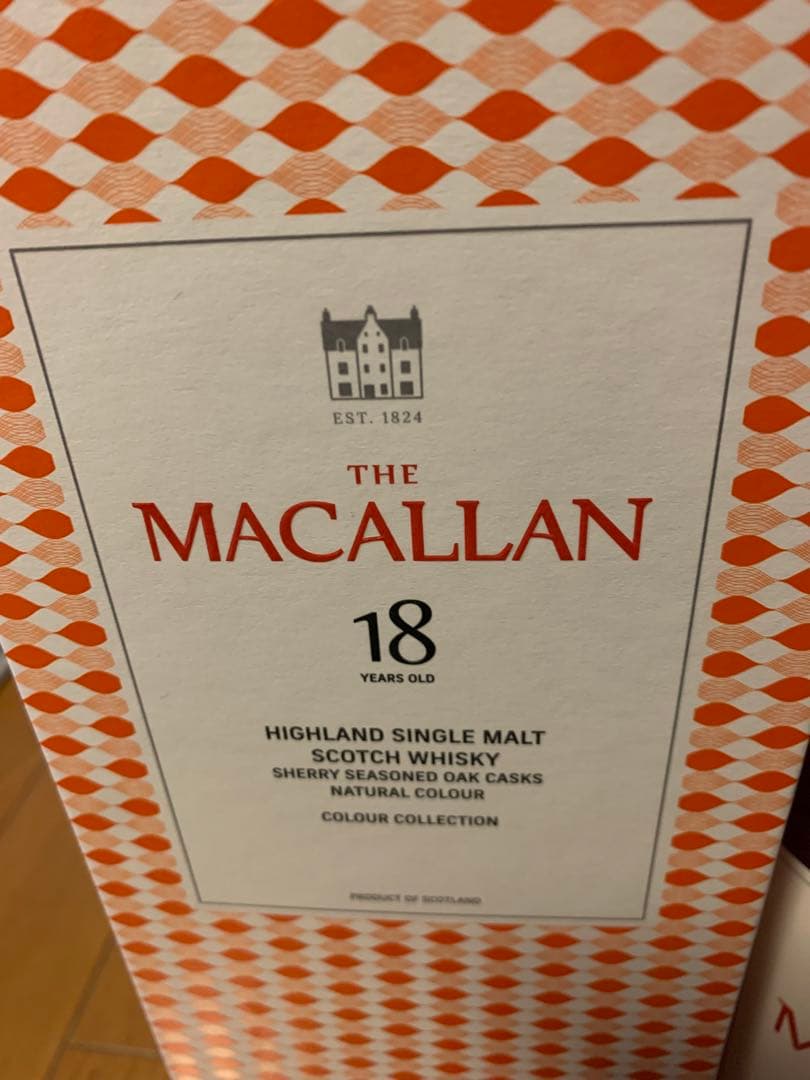 EST. 1824
THE
MACALLAN
18
YEARS OLD
HIGHLAND SINGLE MALT
SCOTCH WHISKY
SHERRY SEASONED OAK CASKS
NATURAL COLOUR
COLOUR COLLECTION
PRODUCT OF SCOTLAND